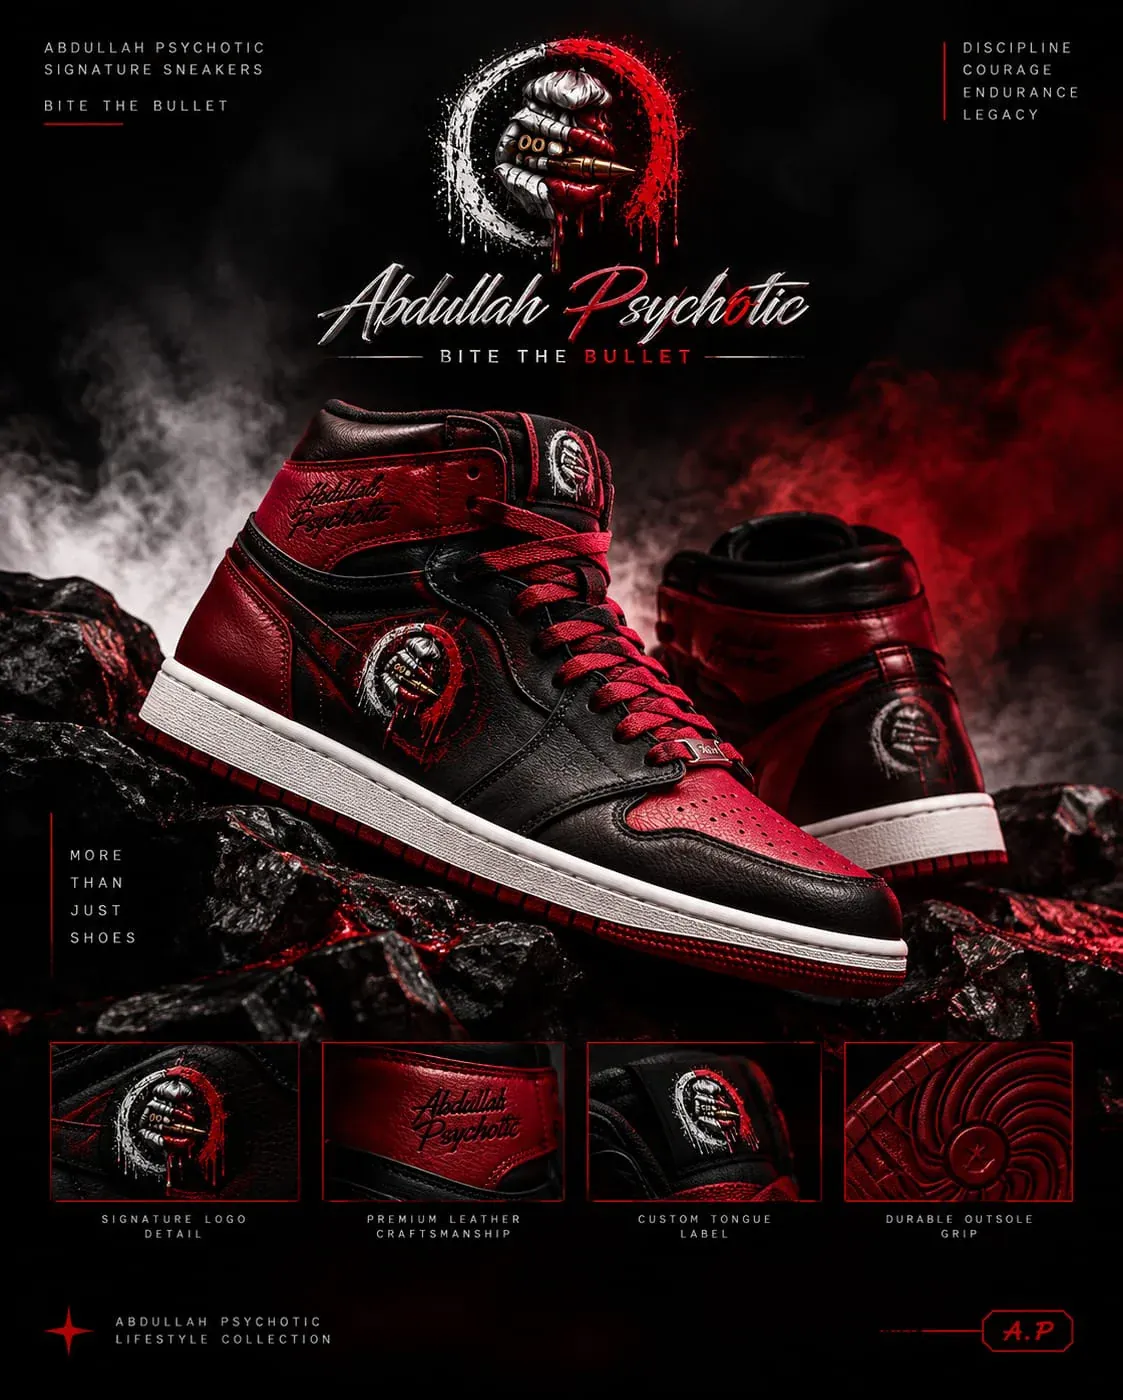 ABDULLAH PSYCHOTIC
SIGNATURE SNEAKERS
BITE THE BULLET
DISCIPLINE
COURAGE
ENDURANCE
LEGACY
Abdullah Psychotic
BITE THE BULLET
Abdullah
Psychotic
MORE
THAN
JUST
SHOES
Abdullah
Psychotic
SIGNATURE LOGO
DETAIL
PREMIUM LEATHER
CRAFTSMANSHIP
CUSTOM TONGUE
LABEL
DURABLE OUTSOLE
GRIP
ABDULLAH PSYCHOTIC
LIFESTYLE COLLECTION
A.P